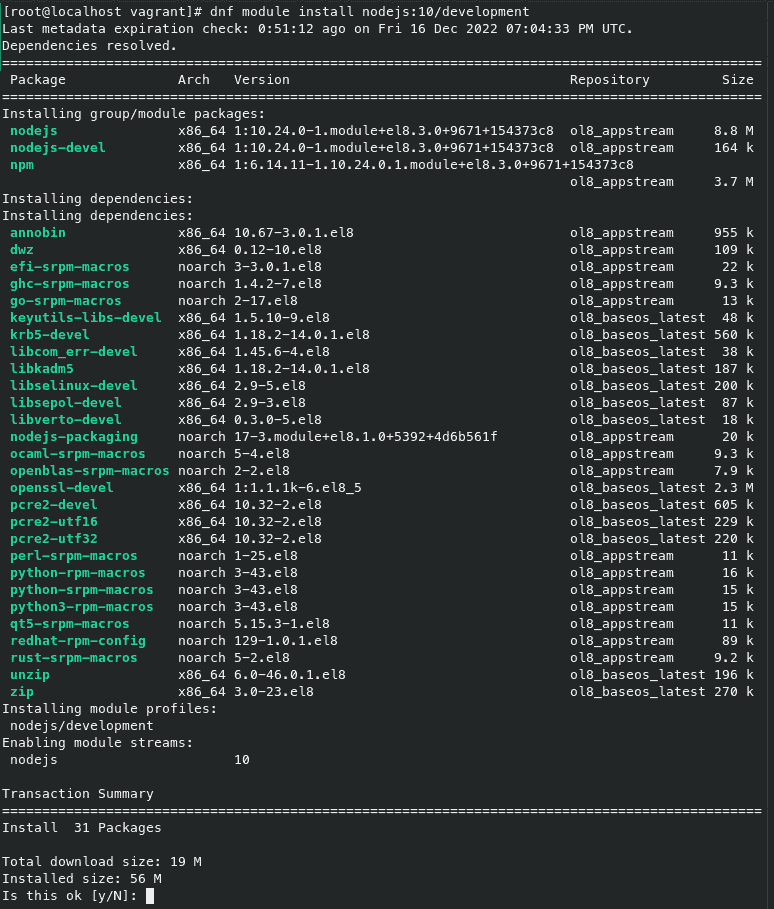 [root@localhost vagrant]# dnf module install nodejs:10/development
Last metadata expiration check: 0:51:12 ago on Fri 16 Dec 2022 07:04:33 PM UTC.
Dependencies resolved.
===============================================================================================
 Package              Arch   Version                                   Repository         Size
===============================================================================================
Installing group/module packages:
 nodejs               x86_64 1:10.24.0-1.module+el8.3.0+9671+154373c8  ol8_appstream     8.8 M
 nodejs-devel         x86_64 1:10.24.0-1.module+el8.3.0+9671+154373c8  ol8_appstream     164 k
 npm                  x86_64 1:6.14.11-1.10.24.0.1.module+el8.3.0+9671+154373c8
                                                                       ol8_appstream     3.7 M
Installing dependencies:
Installing dependencies:
 annobin              x86_64 10.67-3.0.1.el8                           ol8_appstream     955 k
 dwz                  x86_64 0.12-10.el8                               ol8_appstream     109 k
 efi-srpm-macros      noarch 3-3.0.1.el8                               ol8_appstream      22 k
 ghc-srpm-macros      noarch 1.4.2-7.el8                               ol8_appstream     9.3 k
 go-srpm-macros       noarch 2-17.el8                                  ol8_appstream      13 k
 keyutils-libs-devel  x86_64 1.5.10-9.el8                              ol8_baseos_latest  48 k
 krb5-devel           x86_64 1.18.2-14.0.1.el8                         ol8_baseos_latest 560 k
 libcom_err-devel     x86_64 1.45.6-4.el8                              ol8_baseos_latest  38 k
 libkadm5             x86_64 1.18.2-14.0.1.el8                         ol8_baseos_latest 187 k
 libselinux-devel     x86_64 2.9-5.el8                                 ol8_baseos_latest 200 k
 libsepol-devel       x86_64 2.9-3.el8                                 ol8_baseos_latest  87 k
 libverto-devel       x86_64 0.3.0-5.el8                               ol8_baseos_latest  18 k
 nodejs-packaging     noarch 17-3.module+el8.1.0+5392+4d6b561f         ol8_appstream      20 k
 ocaml-srpm-macros    noarch 5-4.el8                                   ol8_appstream     9.3 k
 openblas-srpm-macros noarch 2-2.el8                                   ol8_appstream     7.9 k
 openssl-devel        x86_64 1:1.1.1k-6.el8_5                          ol8_baseos_latest 2.3 M
 pcre2-devel          x86_64 10.32-2.el8                               ol8_baseos_latest 605 k
 pcre2-utf16          x86_64 10.32-2.el8                               ol8_baseos_latest 229 k
 pcre2-utf32          x86_64 10.32-2.el8                               ol8_baseos_latest 220 k
 perl-srpm-macros     noarch 1-25.el8                                  ol8_appstream      11 k
 python-rpm-macros    noarch 3-43.el8                                  ol8_appstream      16 k
 python-srpm-macros   noarch 3-43.el8                                  ol8_appstream      15 k
 python3-rpm-macros   noarch 3-43.el8                                  ol8_appstream      15 k
 qt5-srpm-macros      noarch 5.15.3-1.el8                              ol8_appstream      11 k
 redhat-rpm-config    noarch 129-1.0.1.el8                             ol8_appstream      89 k
 rust-srpm-macros     noarch 5-2.el8                                   ol8_appstream     9.2 k
 unzip                x86_64 6.0-46.0.1.el8                            ol8_baseos_latest 196 k
 zip                  x86_64 3.0-23.el8                                ol8_baseos_latest 270 k
Installing module profiles:
 nodejs/development
Enabling module streams:
 nodejs                      10

Transaction Summary
===============================================================================================
Install  31 Packages

Total download size: 19 M
Installed size: 56 M
Is this ok [y/N]: